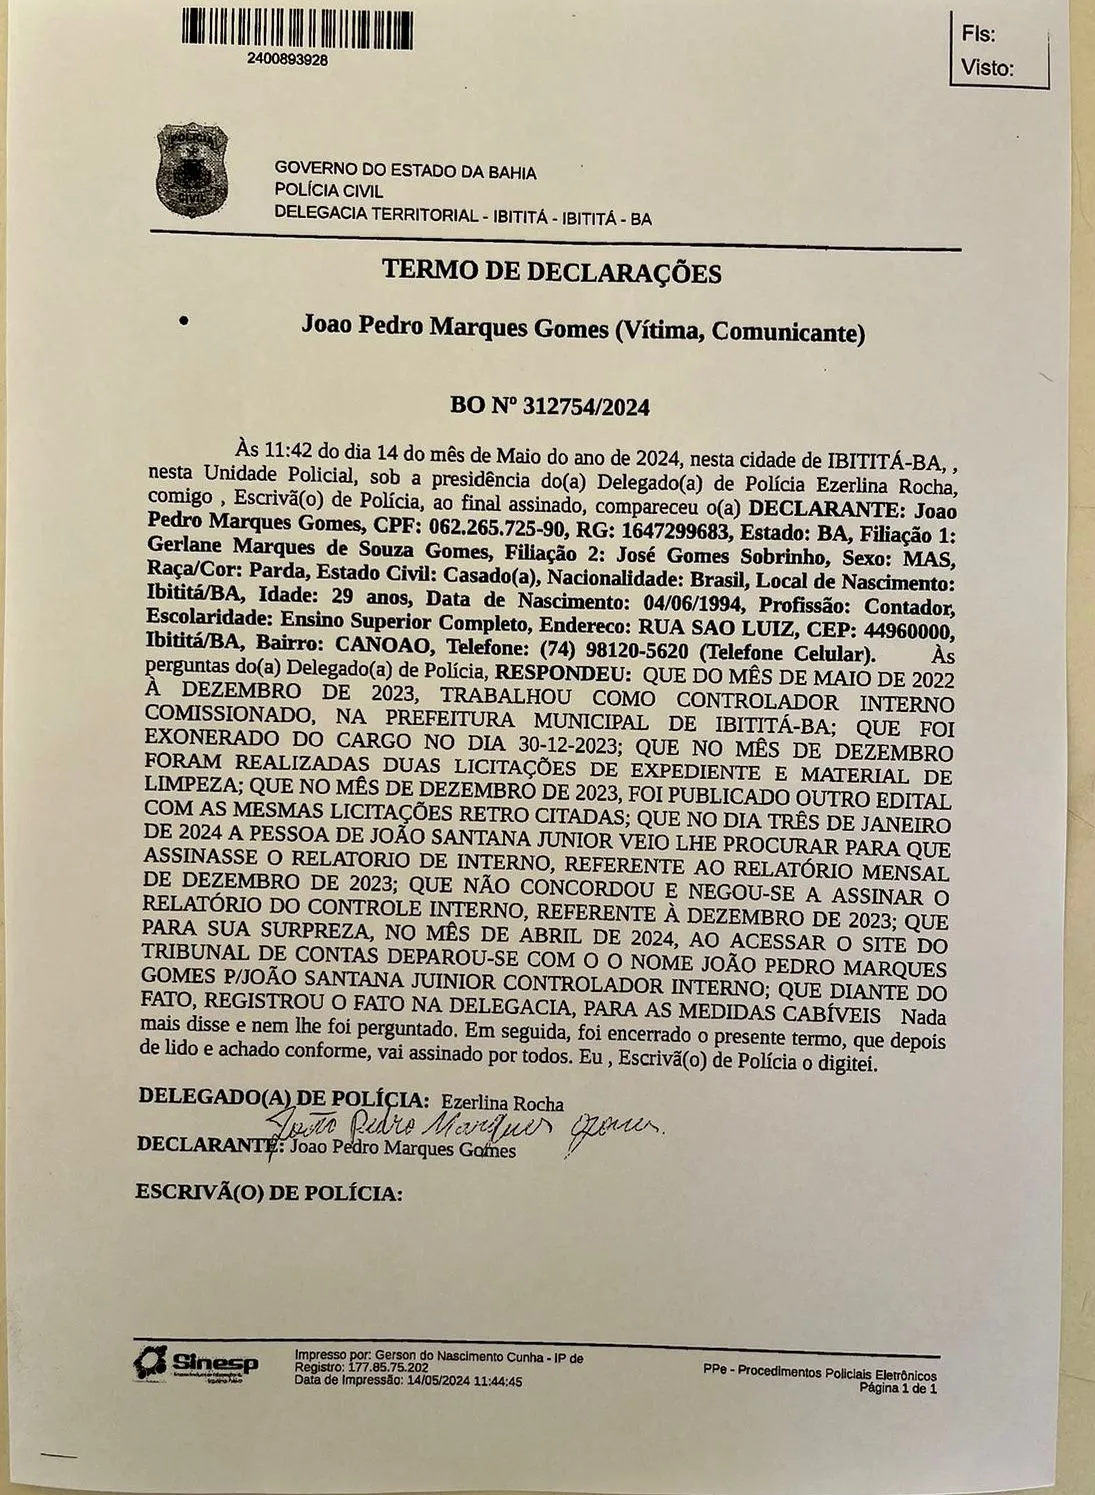 2400893928
Fls:
Visto:
POLÍCIA
CIVIL
GOVERNO DO ESTADO DA BAHIA
POLÍCIA CIVIL
DELEGACIA TERRITORIAL - IBITITÁ - IBITITÁ - BA
TERMO DE DECLARAÇÕES
• Joao Pedro Marques Gomes (Vítima, Comunicante)
BO Nº 312754/2024
Às 11:42 do dia 14 do mês de Maio do ano de 2024, nesta cidade de IBITITÁ-BA, ,
nesta Unidade Policial, sob a presidência do(a) Delegado(a) de Polícia Ezerlina Rocha,
comigo , Escrivã(o) de Polícia, ao final assinado, compareceu o(a) DECLARANTE: Joao
Pedro Marques Gomes, CPF: 062.265.725-90, RG: 1647299683, Estado: BA, Filiação 1:
Gerlane Marques de Souza Gomes, Filiação 2: José Gomes Sobrinho, Sexo: MAS,
Raça/Cor: Parda, Estado Civil: Casado(a), Nacionalidade: Brasil, Local de Nascimento:
Ibititá/BA, Idade: 29 anos, Data de Nascimento: 04/06/1994, Profissão: Contador,
Escolaridade: Ensino Superior Completo, Endereco: RUA SAO LUIZ, CEP: 44960000,
Ibititá/BA, Bairro: CANOAO, Telefone: (74) 98120-5620 (Telefone Celular). Às
perguntas do(a) Delegado(a) de Polícia, RESPONDEU: QUE DO MÊS DE MAIO DE 2022
À DEZEMBRO DE 2023, TRABALHOU COMO CONTROLADOR INTERNO
COMISSIONADO, NA PREFEITURA MUNICIPAL DE IBITITÁ-BA; QUE FOI
EXONERADO DO CARGO NO DIA 30-12-2023; QUE NO MÊS DE DEZEMBRO
FORAM REALIZADAS DUAS LICITAÇÕES DE EXPEDIENTE E MATERIAL DE
LIMPEZA; QUE NO MÊS DE DEZEMBRO DE 2023, FOI PUBLICADO OUTRO EDITAL
COM AS MESMAS LICITAÇÕES RETRO CITADAS; QUE NO DIA TRÊS DE JANEIRO
DE 2024 A PESSOA DE JOÃO SANTANA JUNIOR VEIO LHE PROCURAR PARA QUE
ASSINASSE O RELATORIO DE INTERNO, REFERENTE AO RELATÓRIO MENSAL
DE DEZEMBRO DE 2023; QUE NÃO CONCORDOU E NEGOU-SE A ASSINAR O
RELATÓRIO DO CONTROLE INTERNO, REFERENTE À DEZEMBRO DE 2023; QUE
PARA SUA SURPREZA, NO MÊS DE ABRIL DE 2024, AO ACESSAR O SITE DO
TRIBUNAL DE CONTAS DEPAROU-SE COM O O NOME JOÃO PEDRO MARQUES
GOMES P/JOÃO SANTANA JUINIOR CONTROLADOR INTERNO; QUE DIANTE DO
FATO, REGISTROU O FATO NA DELEGACIA, PARA AS MEDIDAS CABÍVEIS Nada
mais disse e nem lhe foi perguntado. Em seguida, foi encerrado o presente termo, que depois
de lido e achado conforme, vai assinado por todos. Eu , Escrivã(o) de Polícia o digitei.
DELEGADO(A) DE POLÍCIA: Ezerlina Rocha
João Pedro Marques Gomes.
DECLARANTE: Joao Pedro Marques Gomes
ESCRIVÃ(O) DE POLÍCIA:
Sinesp
Impresso por: Gerson do Nascimento Cunha - IP de
Registro: 177.85.75.202
Data de Impressão: 14/05/2024 11:44:45
PPe - Procedimentos Policiais Eletrônicos
Página 1 de 1